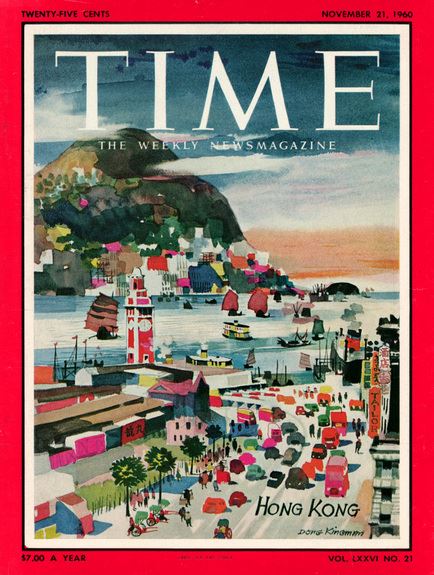 TWENTY-FIVE CENTS
NOVEMBER 21, 1960
TIME
THE WEEKLY NEWSMAGAZINE
TAILOR
HONG KONG
Dong Kingman
$7.00 A YEAR
VOL. LXXVI NO. 21